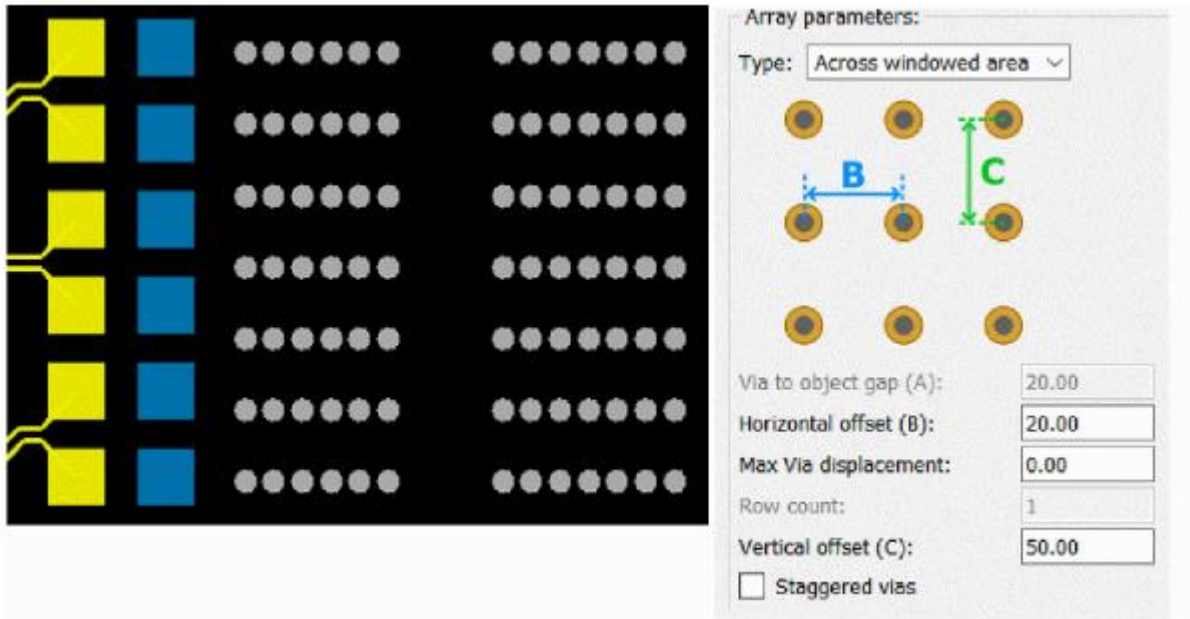 Array parameters:
Type: Across windowed area
B
C
Via to object gap (A): 20.00
Horizontal offset (B): 20.00
Max Via displacement: 0.00
Row count: 1
Vertical offset (C): 50.00
Staggered vias